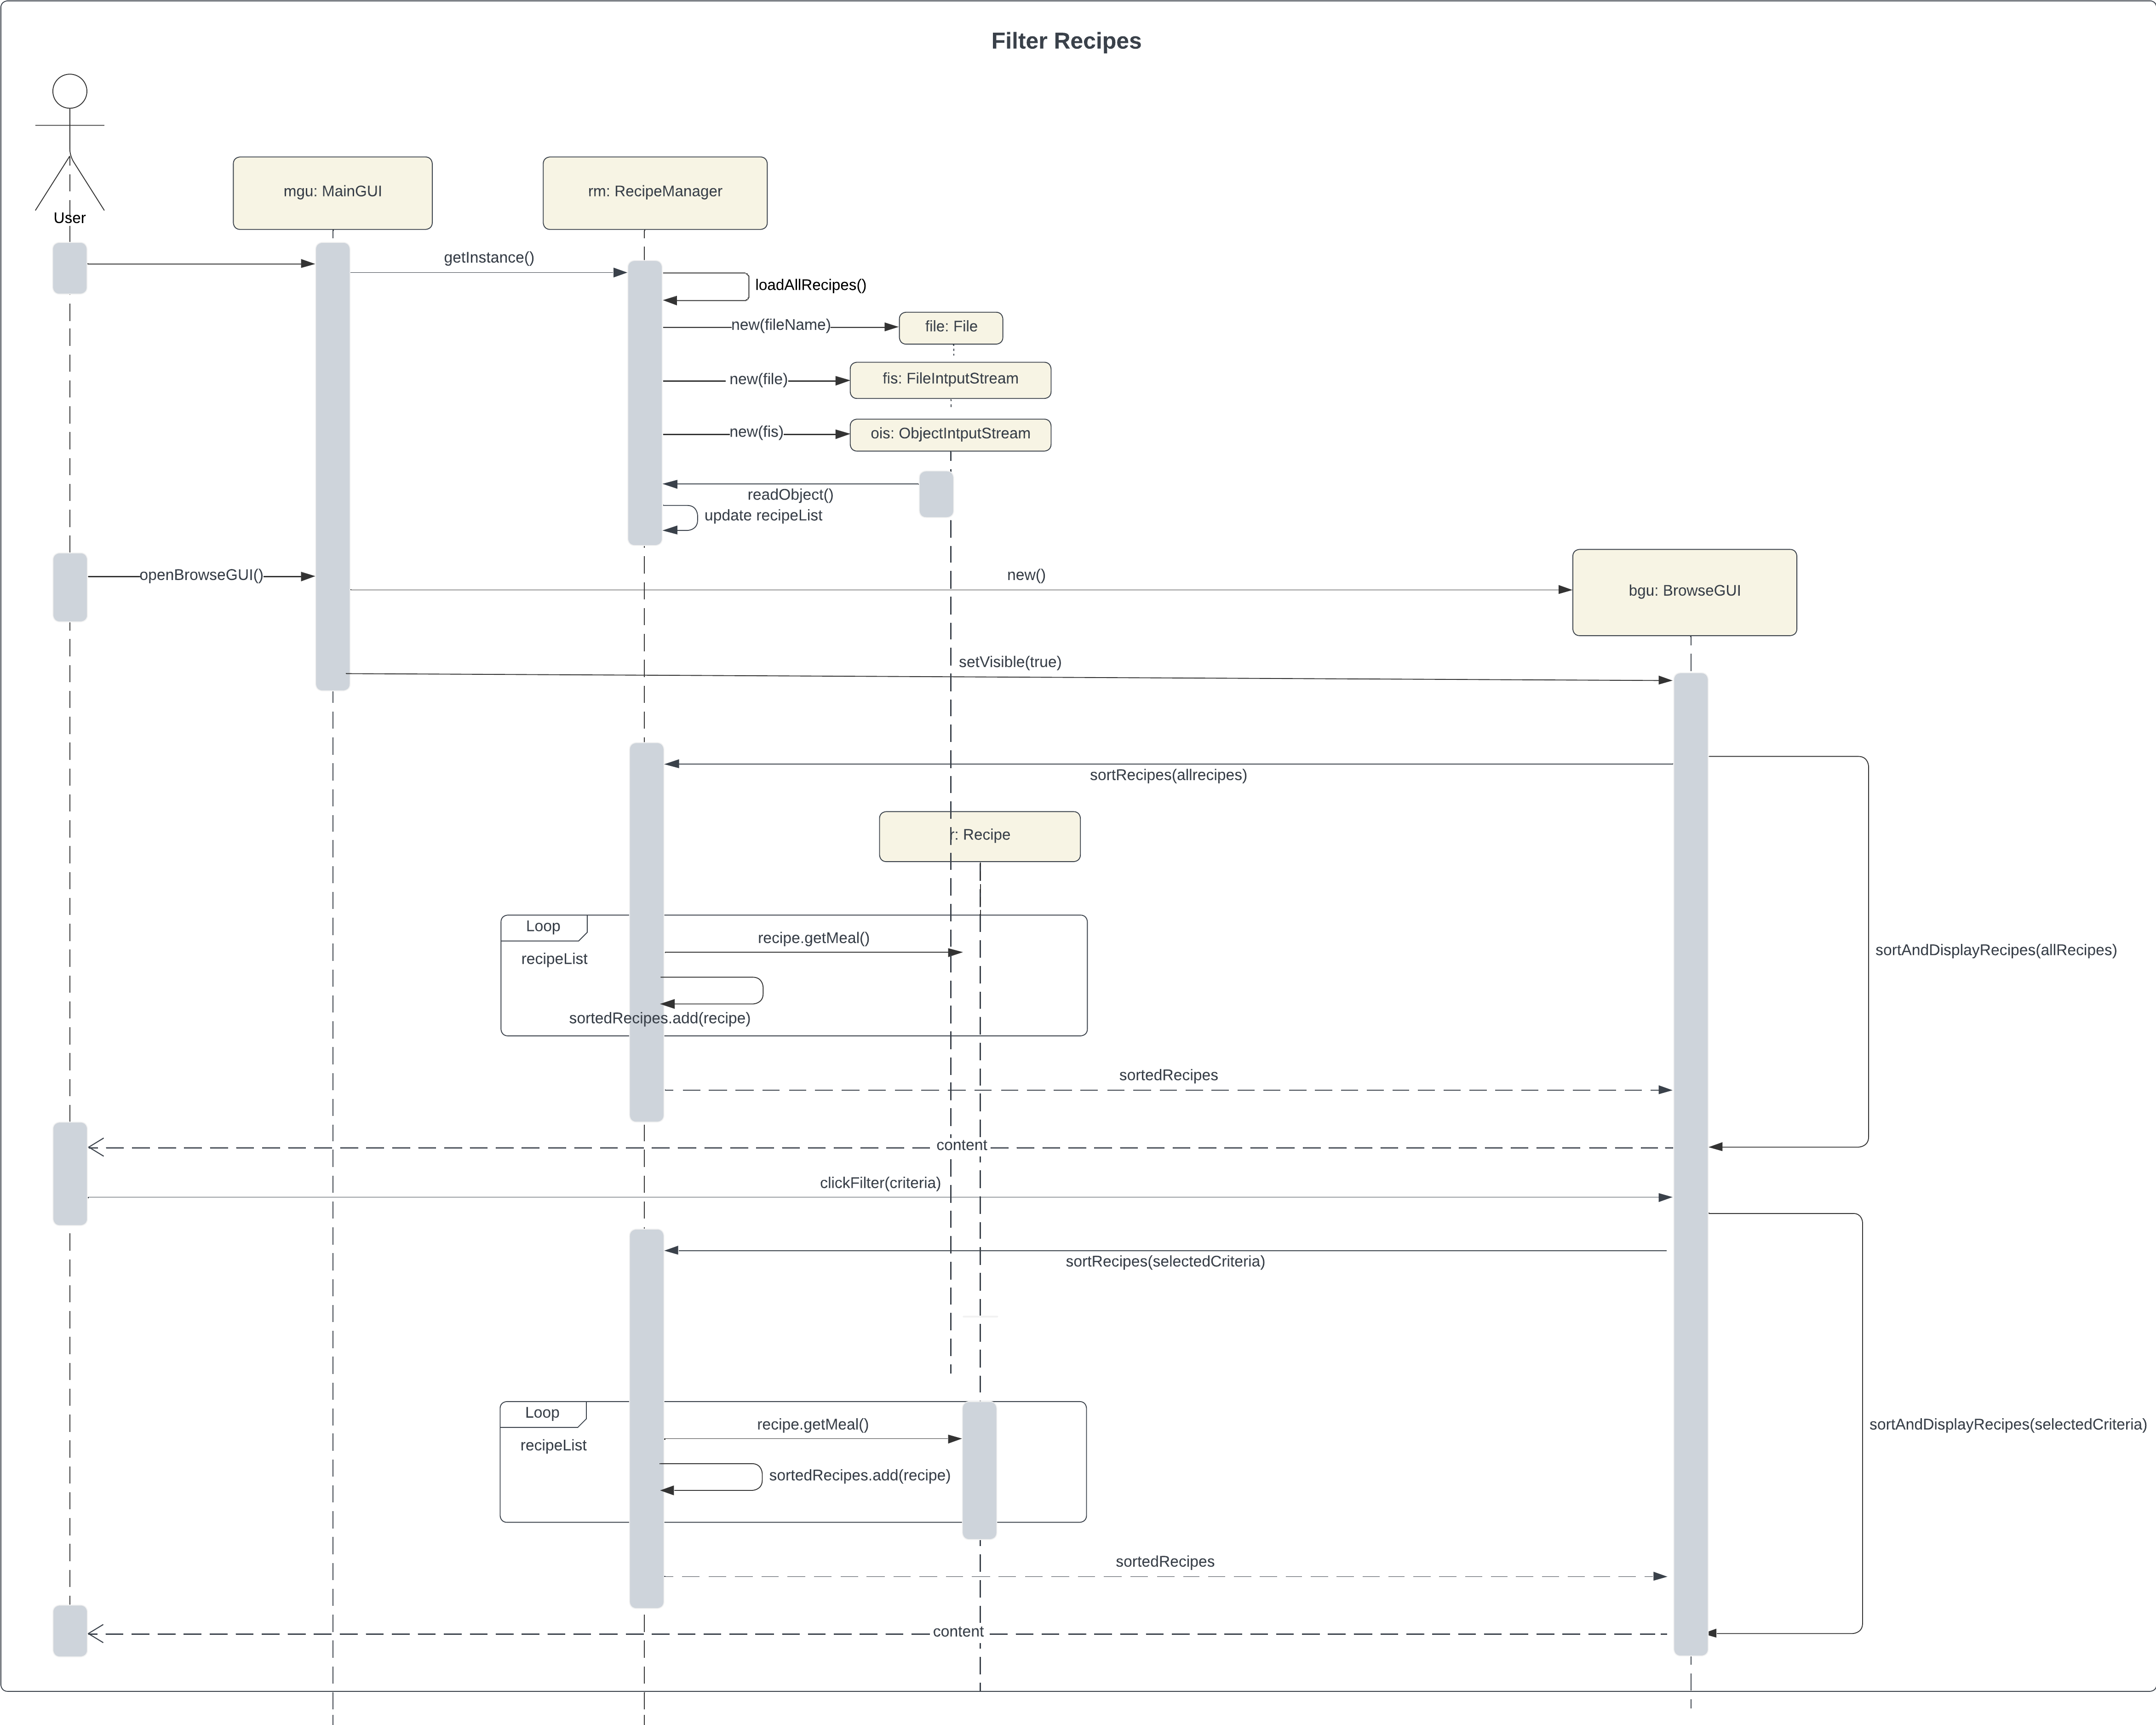 Filter Recipes
User
mgu: MainGUI
rm: RecipeManager
getInstance()
loadAllRecipes()
new(fileName)
file: File
new(file)
fis: FileIntputStream
new(fis)
ois: ObjectIntputStream
readObject()
update recipeList
openBrowseGUI()
new()
bgu: BrowseGUI
setVisible(true)
sortRecipes(allrecipes)
r: Recipe
Loop
recipe.getMeal()
recipeList
sortAndDisplayRecipes(allRecipes)
sortedRecipes.add(recipe)
sortedRecipes
content
clickFilter(criteria)
sortRecipes(selectedCriteria)
Loop
recipe.getMeal()
sortAndDisplayRecipes(selectedCriteria)
recipeList
sortedRecipes.add(recipe)
sortedRecipes
content